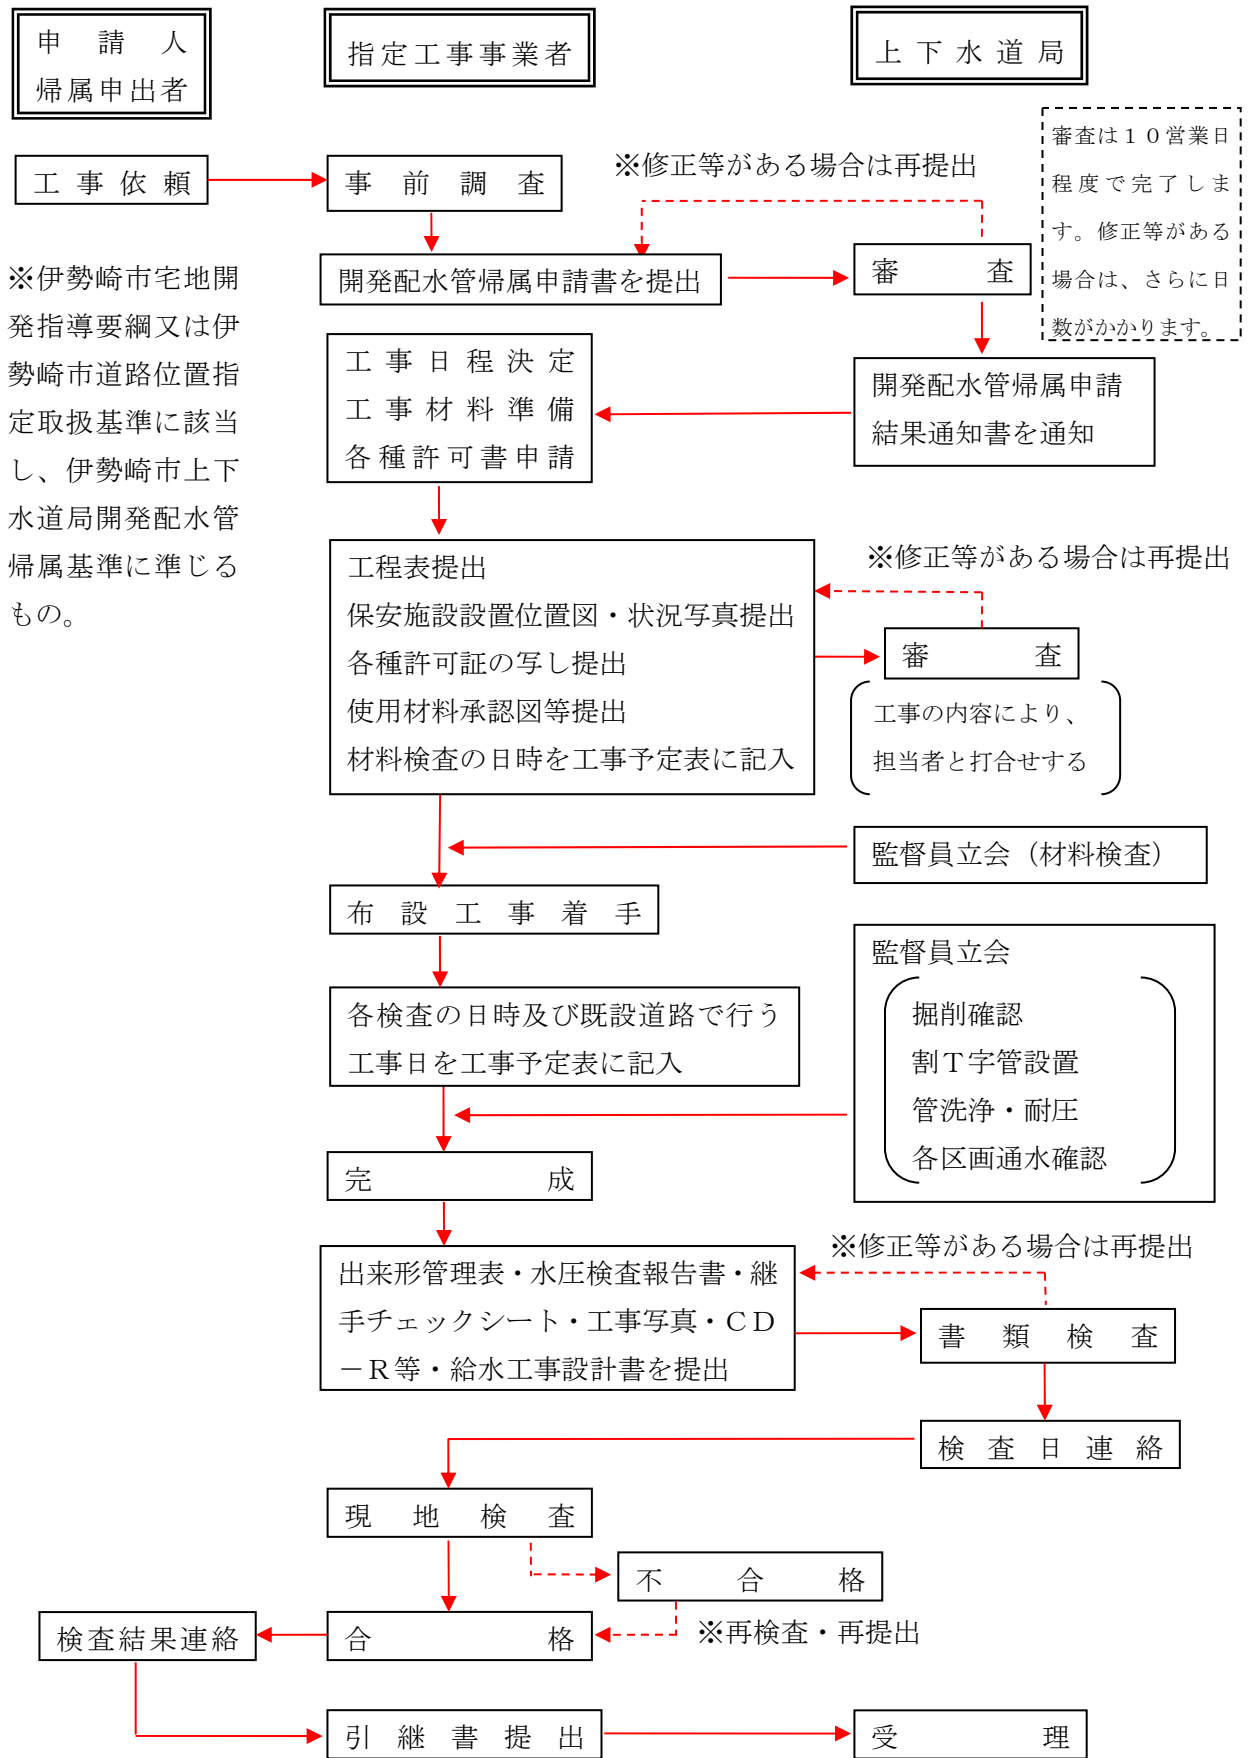 申請人
帰属申出者
指定工事事業者
上下水道局
審査は１０営業日
程度で完了しま
す。修正等がある
場合は、さらに日
数がかかります。
工事依頼
事前調査
※修正等がある場合は再提出
開発配水管帰属申請書を提出
審査
※伊勢崎市宅地開
発指導要綱又は伊
勢崎市道路位置指
定取扱基準に該当
し、伊勢崎市上下
水道局開発配水管
帰属基準に準じる
もの。
工事日程決定
工事材料準備
各種許可書申請
開発配水管帰属申請
結果通知書を通知
工程表提出
保安施設設置位置図・状況写真提出
各種許可証の写し提出
使用材料承認図等提出
材料検査の日時を工事予定表に記入
※修正等がある場合は再提出
審査
工事の内容により、
担当者と打合せする
監督員立会（材料検査）
布設工事着手
監督員立会
掘削確認
割Ｔ字管設置
管洗浄・耐圧
各区画通水確認
各検査の日時及び既設道路で行う
工事日を工事予定表に記入
完成
※修正等がある場合は再提出
出来形管理表・水圧検査報告書・継
手チェックシート・工事写真・ＣＤ
－Ｒ等・給水工事設計書を提出
書類検査
検査日連絡
現地検査
不合格
※再検査・再提出
検査結果連絡
合格
引継書提出
受理